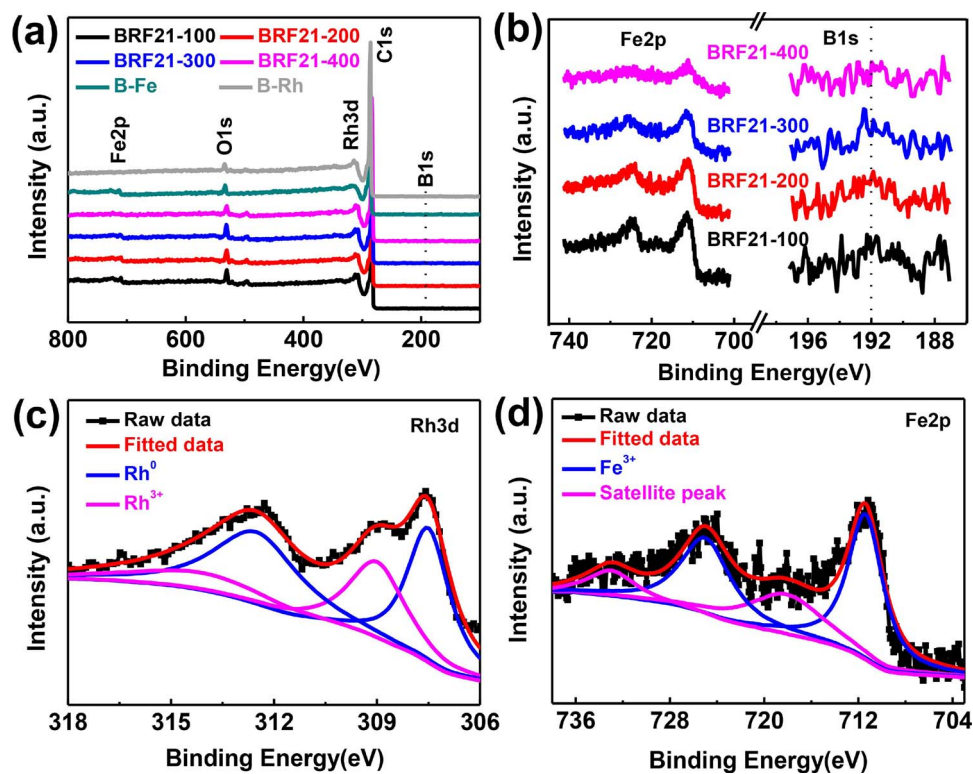 (a)
BRF21-100 BRF21-200
BRF21-300 BRF21-400
B-Fe B-Rh
Fe2p
O1s
Rh3d
C1s
B1s
Intensity (a.u.)
800 600 400 200
Binding Energy(eV)
(b)
Fe2p B1s
BRF21-400
BRF21-300
BRF21-200
BRF21-100
Intensity (a.u.)
740 720 700 196 192 188
Binding Energy(eV)
(c)
Raw data
Fitted data
Rh⁰
Rh³⁺
Rh3d
Intensity (a.u.)
318 315 312 309 306
Binding Energy(eV)
(d)
Raw data
Fitted data
Fe³⁺
Satellite peak
Fe2p
Intensity (a.u.)
736 728 720 712 704
Binding Energy(eV)